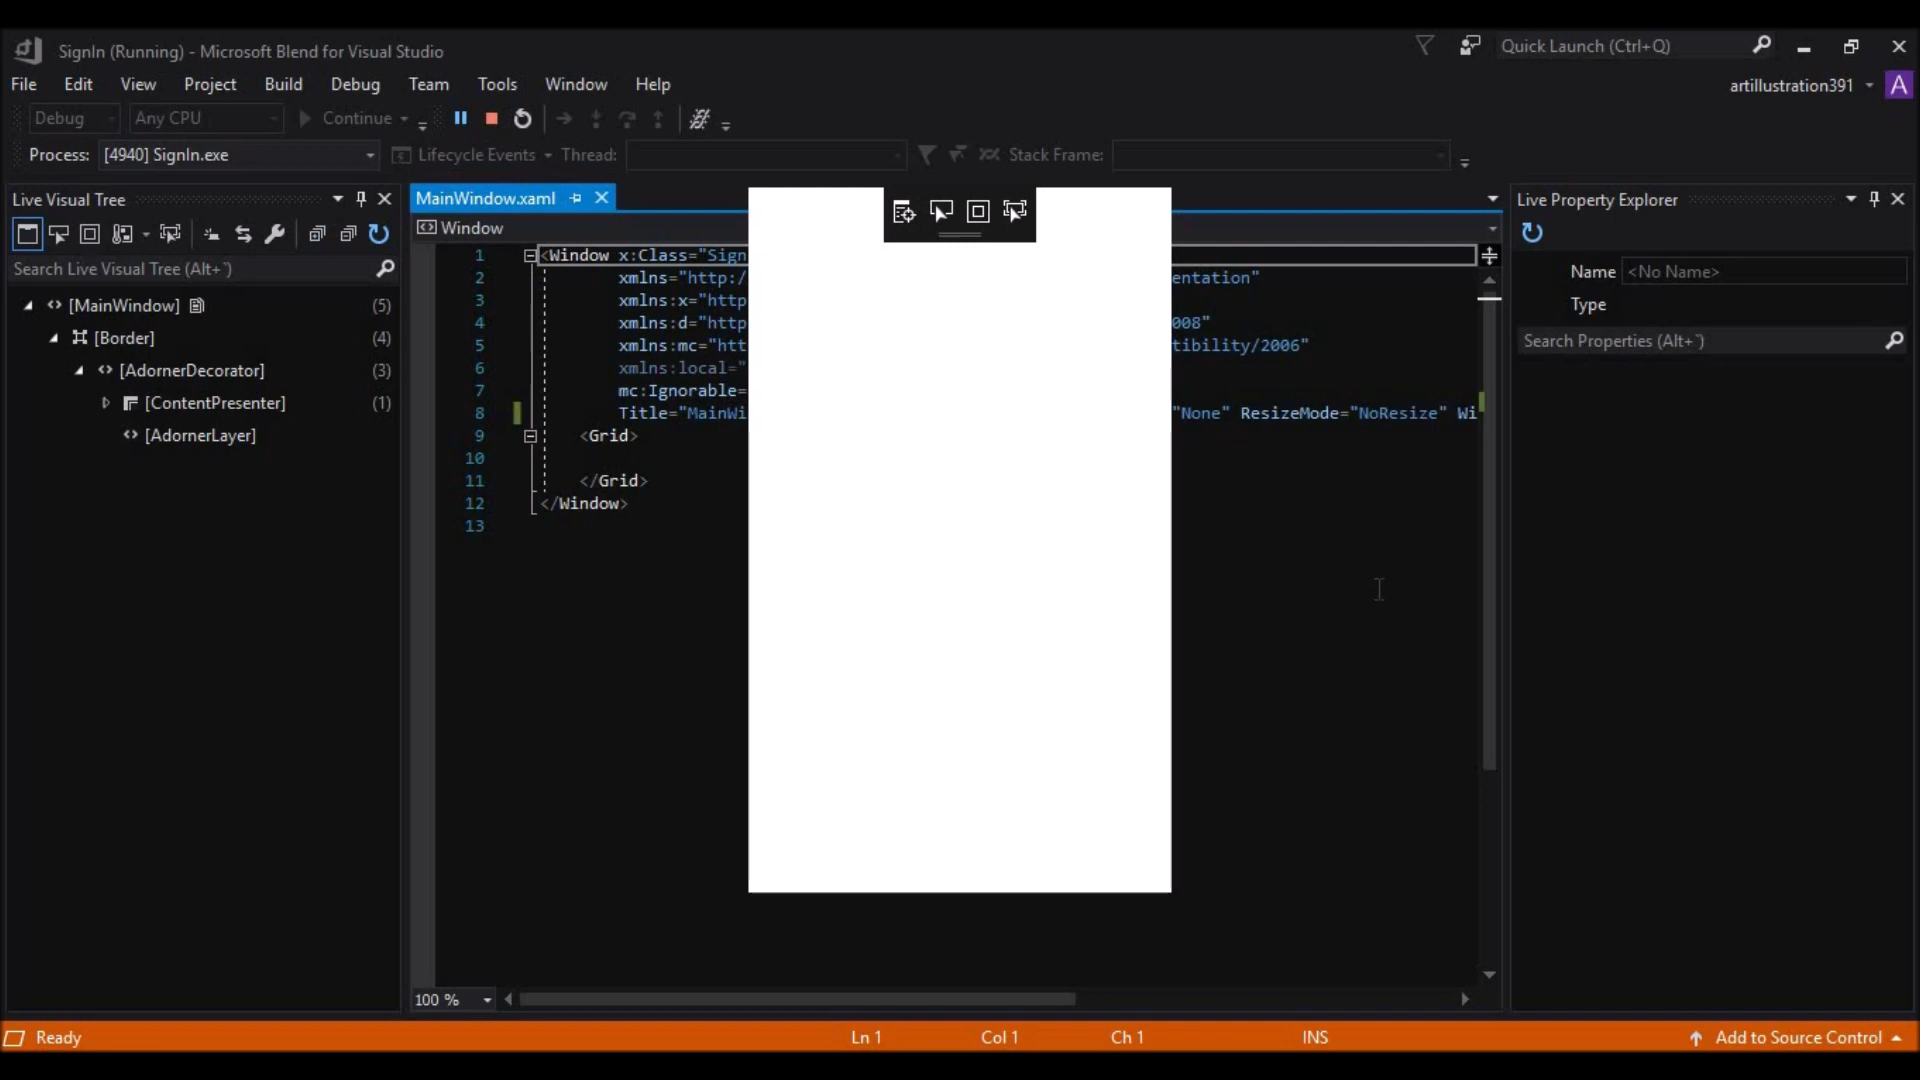 SignIn (Running) - Microsoft Blend for Visual Studio
Quick Launch (Ctrl+Q)
File Edit View Project Build Debug Team Tools Window Help
artillustration391 A
Debug Any CPU Continue
Process: [4940] SignIn.exe Lifecycle Events Thread: Stack Frame:
Live Visual Tree
MainWindow.xaml
Live Property Explorer
Window
Search Live Visual Tree (Alt+`)
Name <No Name>
Type
Search Properties (Alt+`)
[MainWindow] (5)
[Border] (4)
[AdornerDecorator] (3)
[ContentPresenter] (1)
[AdornerLayer]
1 <Window x:Class="Sign
2 xmlns="http:/ entation"
3 xmlns:x="http
4 xmlns:d="http 008"
5 xmlns:mc="htt tibility/2006"
6 xmlns:local="
7 mc:Ignorable=
8 Title="MainWi "None" ResizeMode="NoResize" Wi
9 <Grid>
10
11 </Grid>
12 </Window>
13
100 %
Ready Ln 1 Col 1 Ch 1 INS Add to Source Control